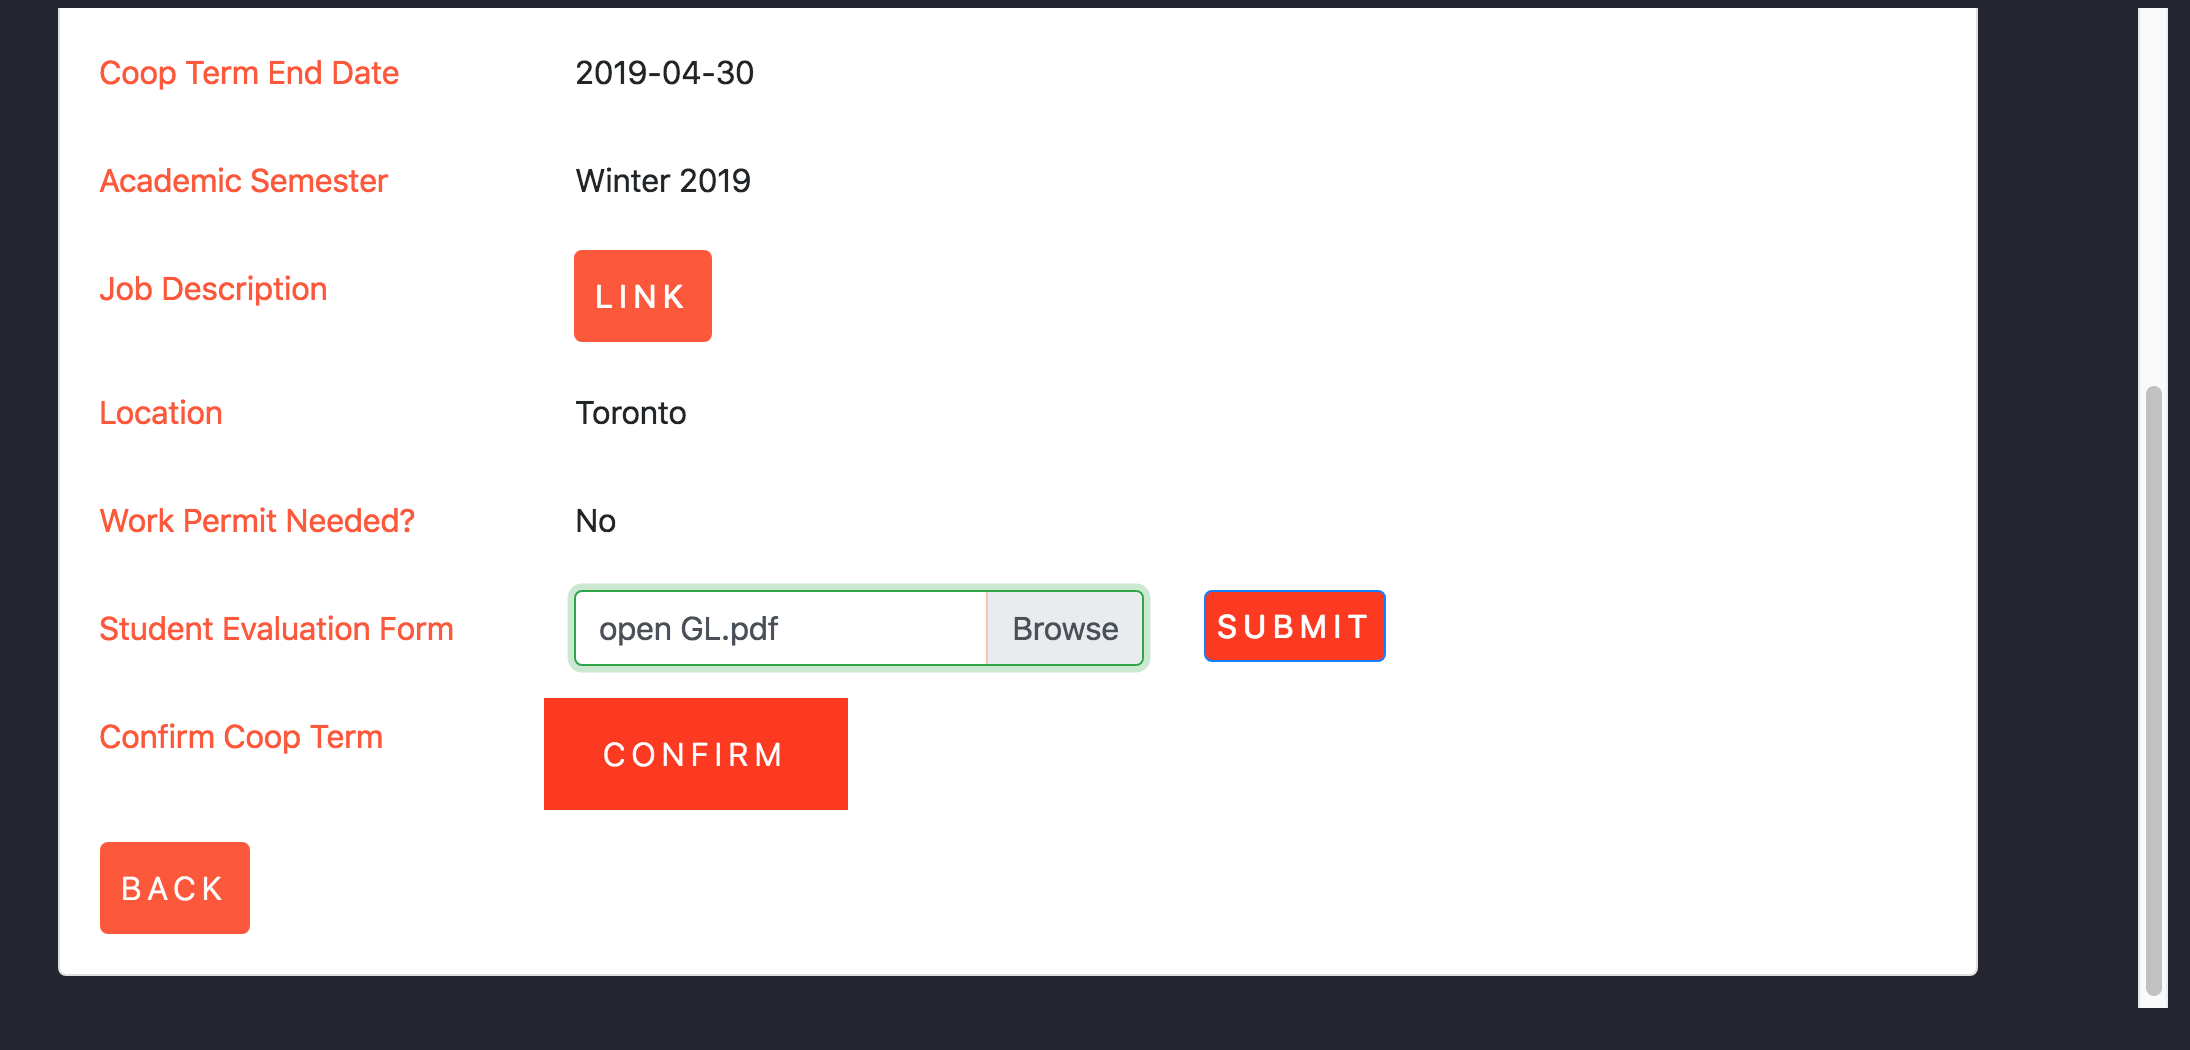 Coop Term End Date 2019-04-30
Academic Semester Winter 2019
Job Description LINK
Location Toronto
Work Permit Needed? No
Student Evaluation Form open GL.pdf Browse SUBMIT
Confirm Coop Term CONFIRM
BACK